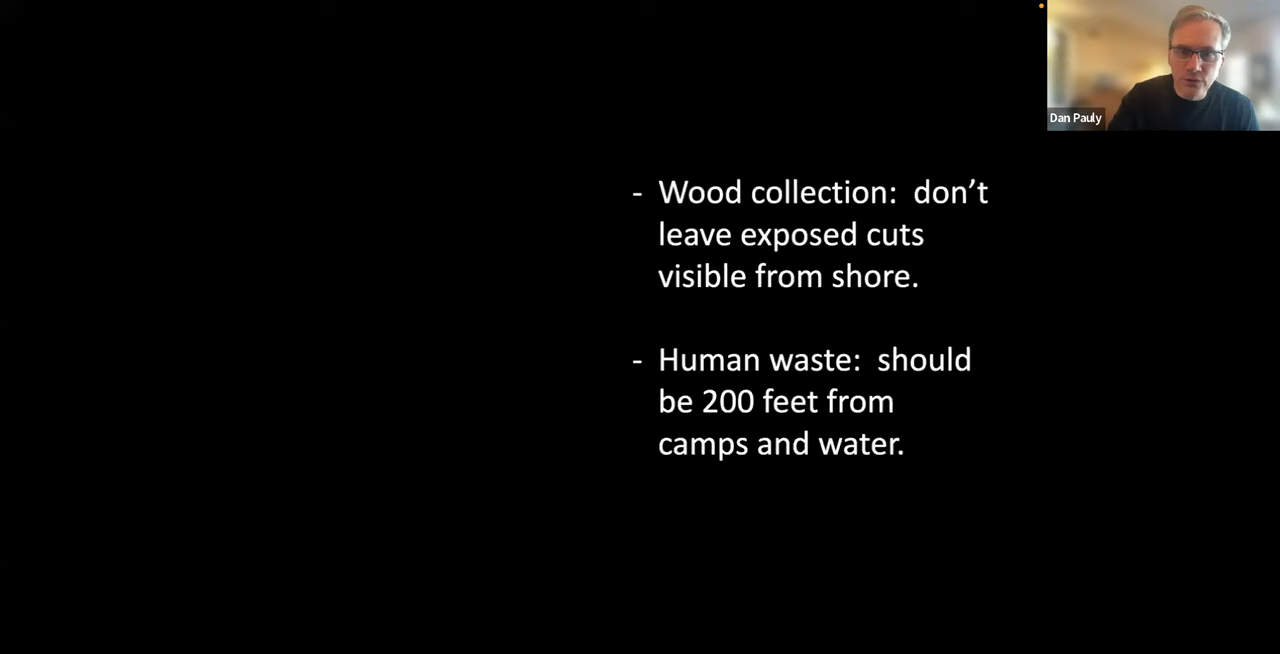 Dan Pauly
- Wood collection:  don’t
leave exposed cuts
visible from shore.
- Human waste:  should
be 200 feet from
camps and water.